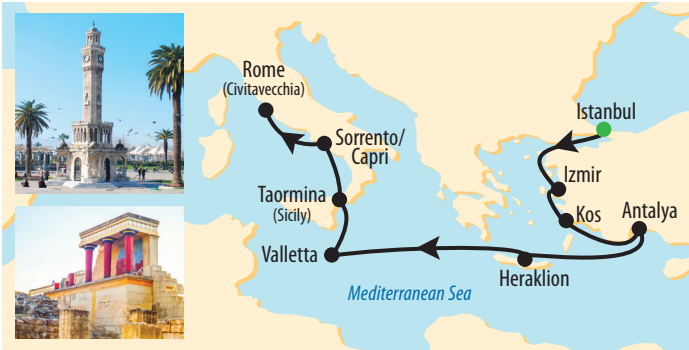 Rome
(Civitavecchia)
Istanbul
Sorrento/
Capri
Izmir
Taormina
(Sicily)
Kos
Antalya
Valletta
Heraklion
Mediterranean Sea